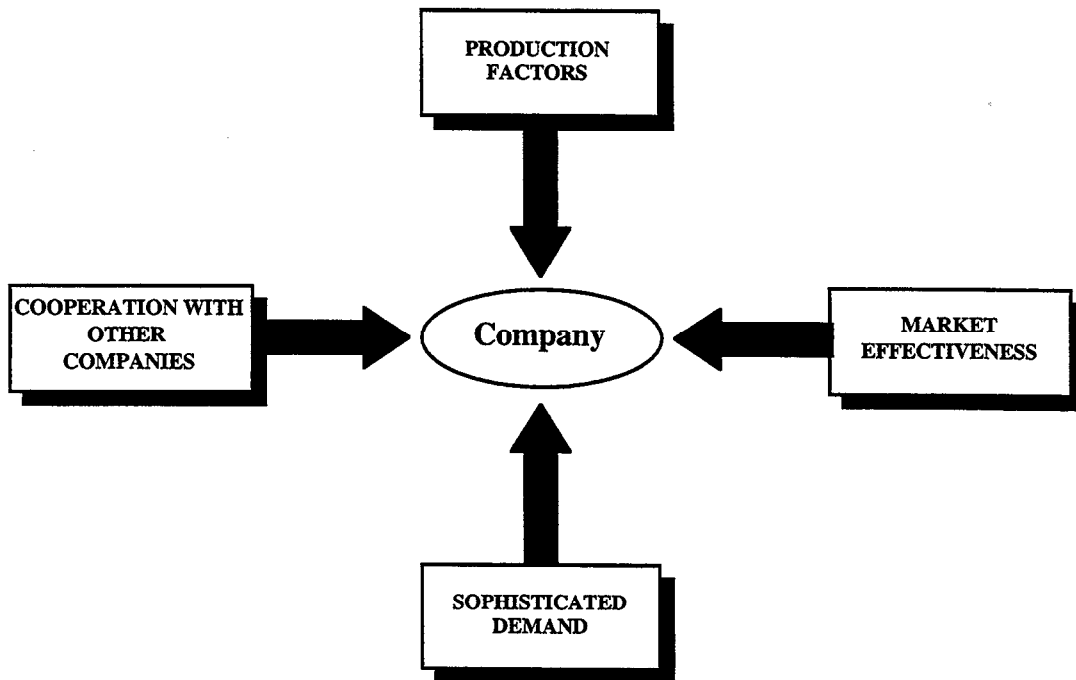 PRODUCTION
FACTORS
COOPERATION WITH
OTHER
COMPANIES
Company
MARKET
EFFECTIVENESS
SOPHISTICATED
DEMAND